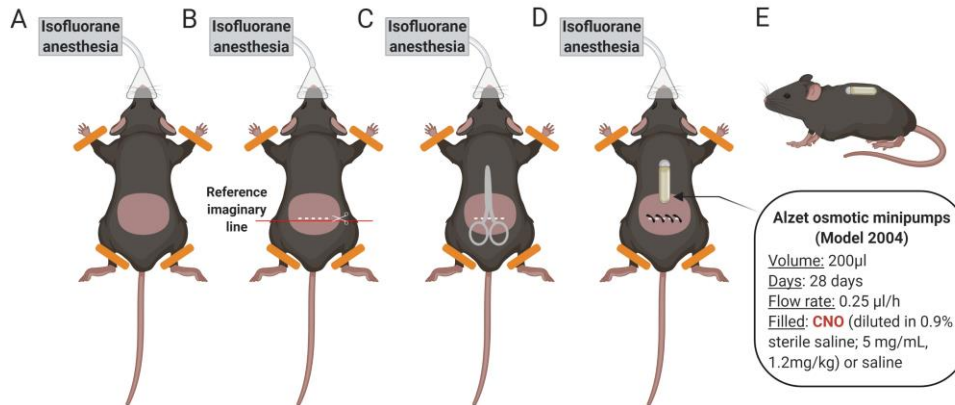 A
B
C
D
E
Isofluorane
anesthesia
Isofluorane
anesthesia
Isofluorane
anesthesia
Isofluorane
anesthesia
Reference
imaginary
line
Alzet osmotic minipumps
(Model 2004)
Volume: 200µl
Days: 28 days
Flow rate: 0.25 µl/h
Filled: CNO (diluted in 0.9%
sterile saline; 5 mg/mL,
1.2mg/kg) or saline